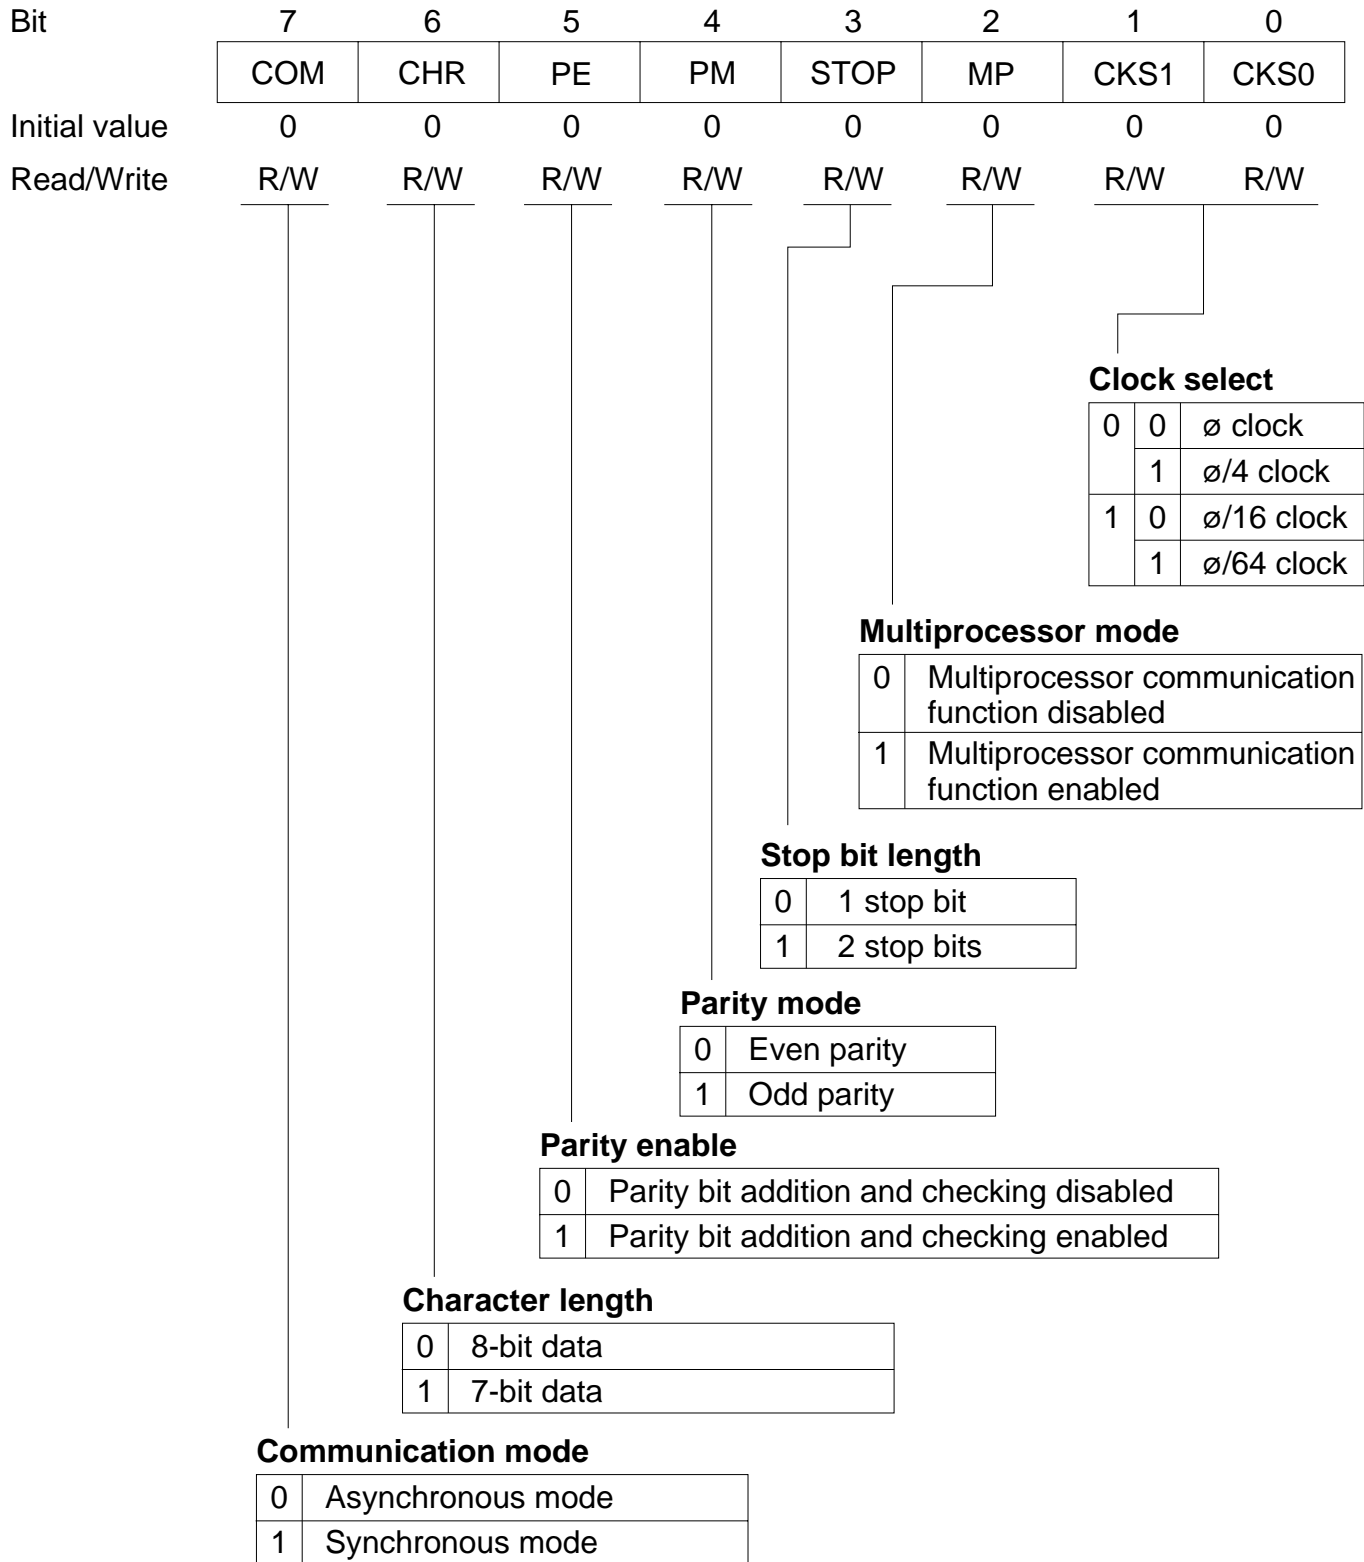 Bit 7 6 5 4 3 2 1 0
COM CHR PE PM STOP MP CKS1 CKS0
Initial value 0 0 0 0 0 0 0 0
Read/Write R/W R/W R/W R/W R/W R/W R/W R/W
Clock select
0 0 ø clock
1 ø/4 clock
1 0 ø/16 clock
1 ø/64 clock
Multiprocessor mode
0 Multiprocessor communication
function disabled
1 Multiprocessor communication
function enabled
Stop bit length
0 1 stop bit
1 2 stop bits
Parity mode
0 Even parity
1 Odd parity
Parity enable
0 Parity bit addition and checking disabled
1 Parity bit addition and checking enabled
Character length
0 8-bit data
1 7-bit data
Communication mode
0 Asynchronous mode
1 Synchronous mode